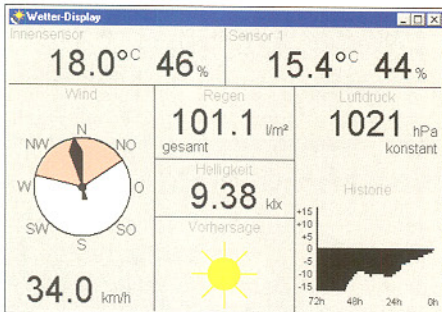 Wetter-Display
Innensensor
18.0°C 46%
Sensor 1
15.4°C 44%
Wind
N
NW NO
W O
SW SO
S
34.0 km/h
Regen
101.1 l/m²
gesamt
Helligkeit
9.38 klx
Vorhersage
Luftdruck
1021 hPa
konstant
Historie
+15
+10
+5
0
-5
-10
-15
72h 48h 24h 0h